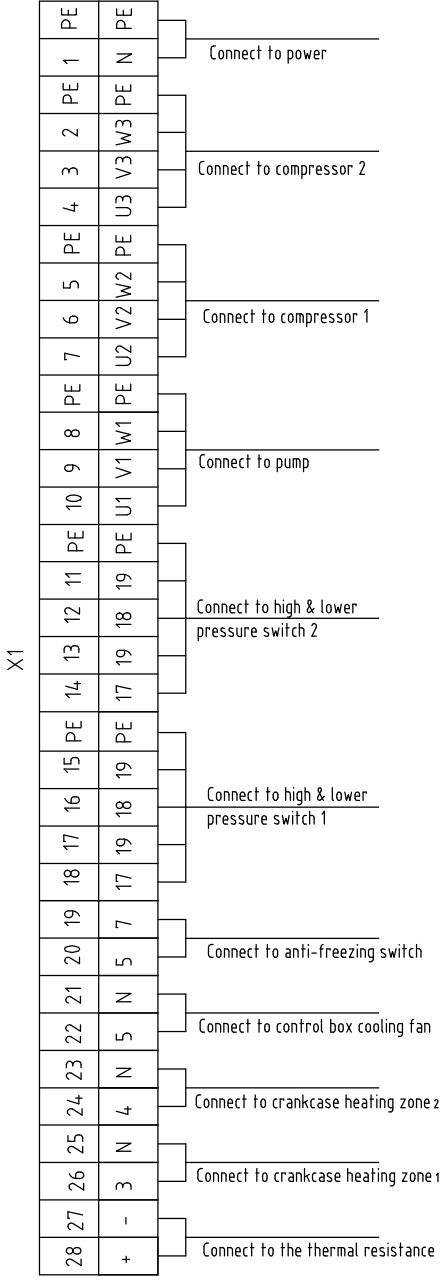 X1
PE PE
1 N
Connect to power
PE PE
2 W3
3 V3
4 U3
Connect to compressor 2
PE PE
5 W2
6 V2
7 U2
Connect to compressor 1
PE PE
8 W1
9 V1
10 U1
Connect to pump
PE PE
11 19
12 18
13 19
14 17
Connect to high & lower
pressure switch 2
PE PE
15 19
16 18
17 19
18 17
Connect to high & lower
pressure switch 1
19 7
20 5
Connect to anti-freezing switch
21 N
22 5
Connect to control box cooling fan
23 N
24 4
Connect to crankcase heating zone 2
25 N
26 3
Connect to crankcase heating zone 1
27 -
28 +
Connect to the thermal resistance